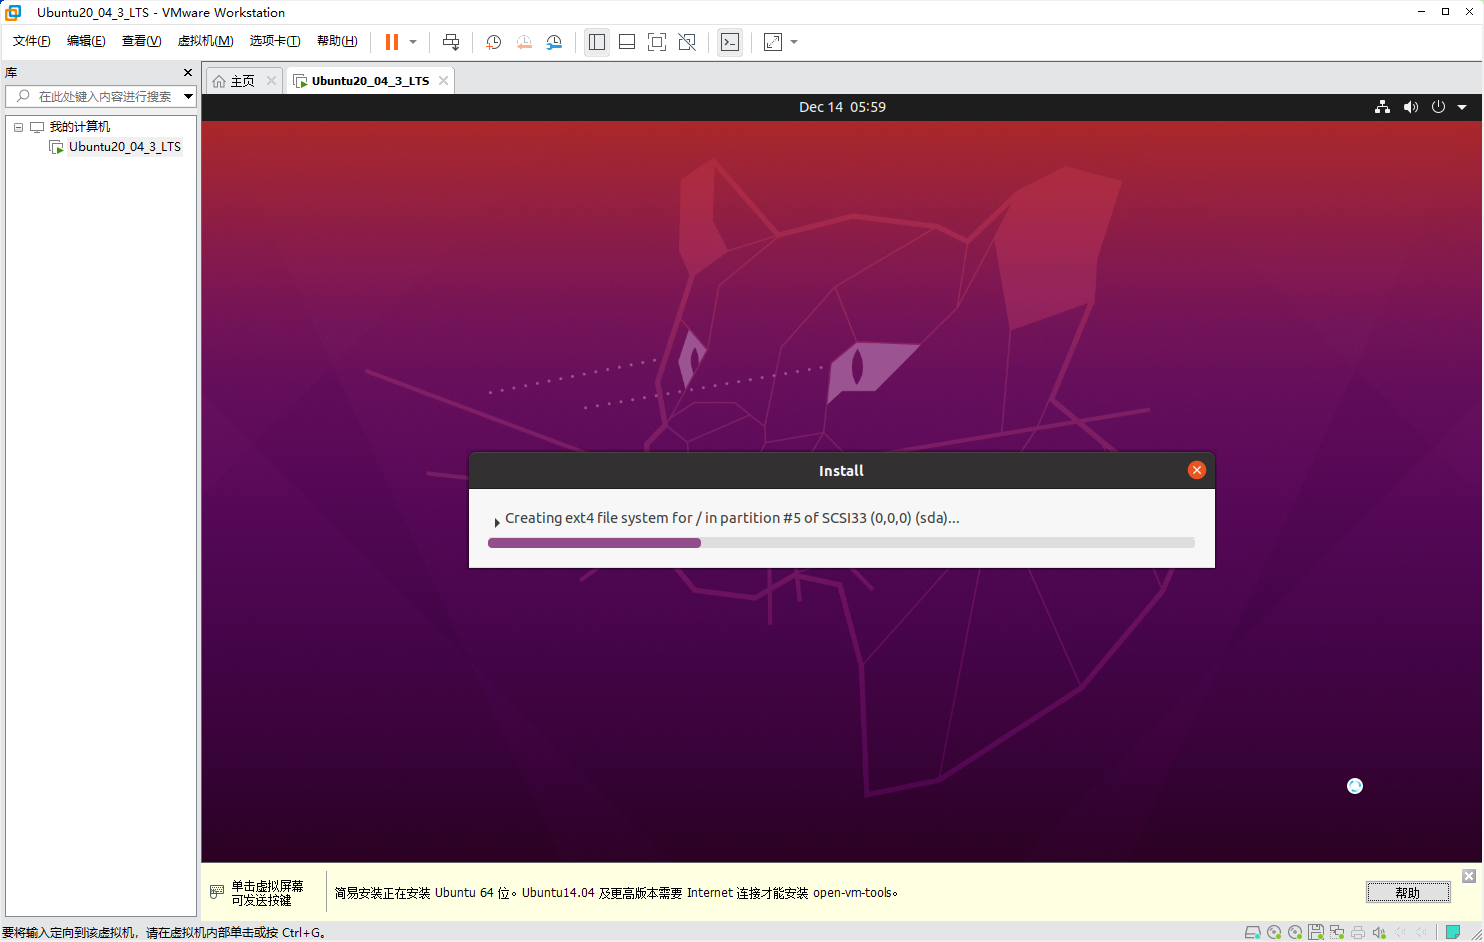 Ubuntu20_04_3_LTS - VMware Workstation
文件(F) 编辑(E) 查看(V) 虚拟机(M) 选项卡(T) 帮助(H)
库
主页
Ubuntu20_04_3_LTS
在此处键入内容进行搜索
我的计算机
Ubuntu20_04_3_LTS
Dec 14 05:59
Install
Creating ext4 file system for / in partition #5 of SCSI33 (0,0,0) (sda)...
单击虚拟屏幕
可发送按键
简易安装正在安装 Ubuntu 64 位。Ubuntu14.04 及更高版本需要 Internet 连接才能安装 open-vm-tools。
帮助
要将输入定向到该虚拟机，请在虚拟机内部单击或按 Ctrl+G。